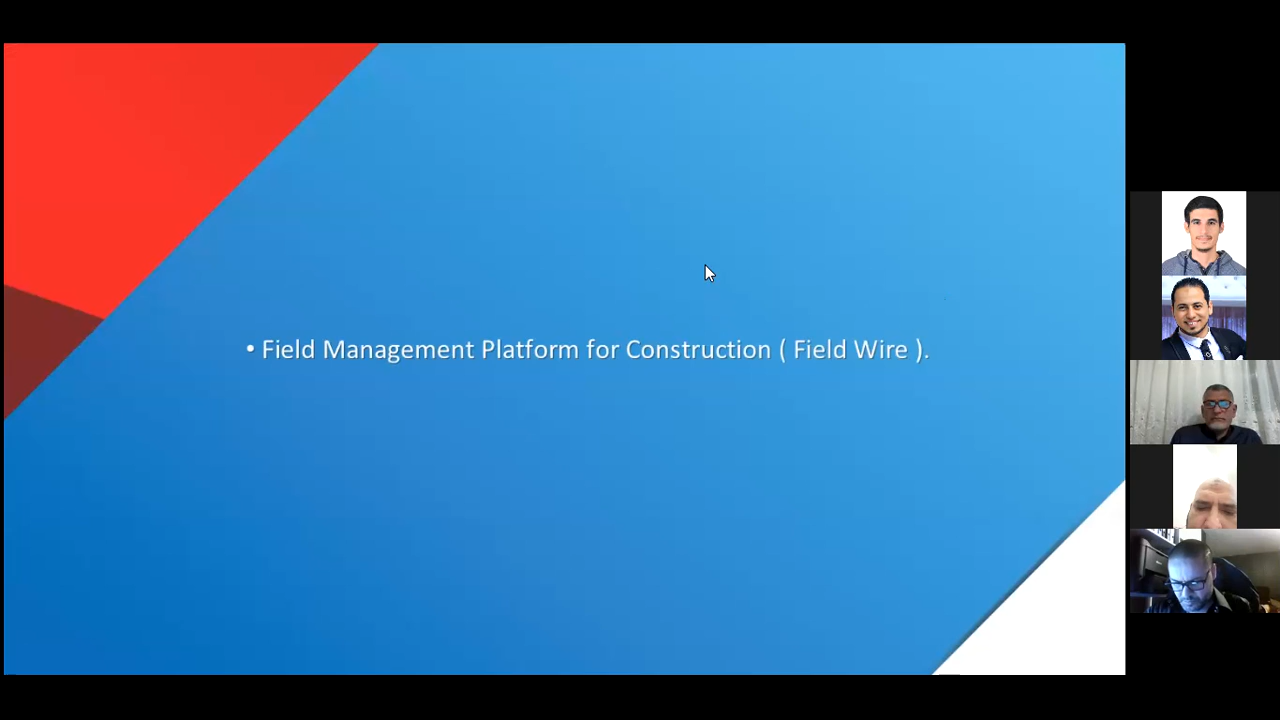 • Field Management Platform for Construction ( Field Wire ).